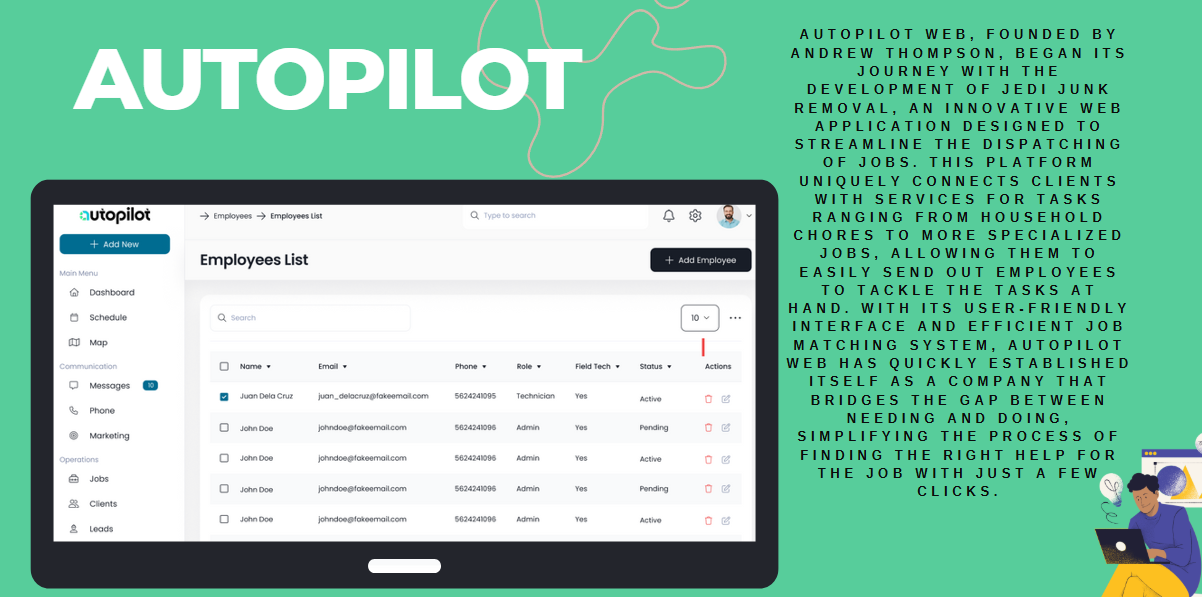 AUTOPILOT
AUTOPILOT WEB, FOUNDED BY
ANDREW THOMPSON, BEGAN ITS
JOURNEY WITH THE
DEVELOPMENT OF JEDI JUNK
REMOVAL, AN INNOVATIVE WEB
APPLICATION DESIGNED TO
STREAMLINE THE DISPATCHING
OF JOBS. THIS PLATFORM
UNIQUELY CONNECTS CLIENTS
WITH SERVICES FOR TASKS
RANGING FROM HOUSEHOLD
CHORES TO MORE SPECIALIZED
JOBS, ALLOWING THEM TO
EASILY SEND OUT EMPLOYEES
TO TACKLE THE TASKS AT
HAND. WITH ITS USER-FRIENDLY
INTERFACE AND EFFICIENT JOB
MATCHING SYSTEM, AUTOPILOT
WEB HAS QUICKLY ESTABLISHED
ITSELF AS A COMPANY THAT
BRIDGES THE GAP BETWEEN
NEEDING AND DOING,
SIMPLIFYING THE PROCESS OF
FINDING THE RIGHT HELP FOR
THE JOB WITH JUST A FEW
CLICKS.
autopilot
Add New
Main Menu
Dashboard
Schedule
Map
Communication
Messages 10
Phone
Marketing
Operations
Jobs
Clients
Leads
Employees Employees List
Type to search
Employees List
Add Employee
Search
10
Name Email Phone Role Field Tech Status Actions
Juan Dela Cruz juan_delacruz@fakeemail.com 5624241095 Technician Yes Active
John Doe johndoe@fakeemail.com 5624241096 Admin Yes Pending
John Doe johndoe@fakeemail.com 5624241096 Admin Yes Active
John Doe johndoe@fakeemail.com 5624241096 Admin Yes Pending
John Doe johndoe@fakeemail.com 5624241096 Admin Yes Active